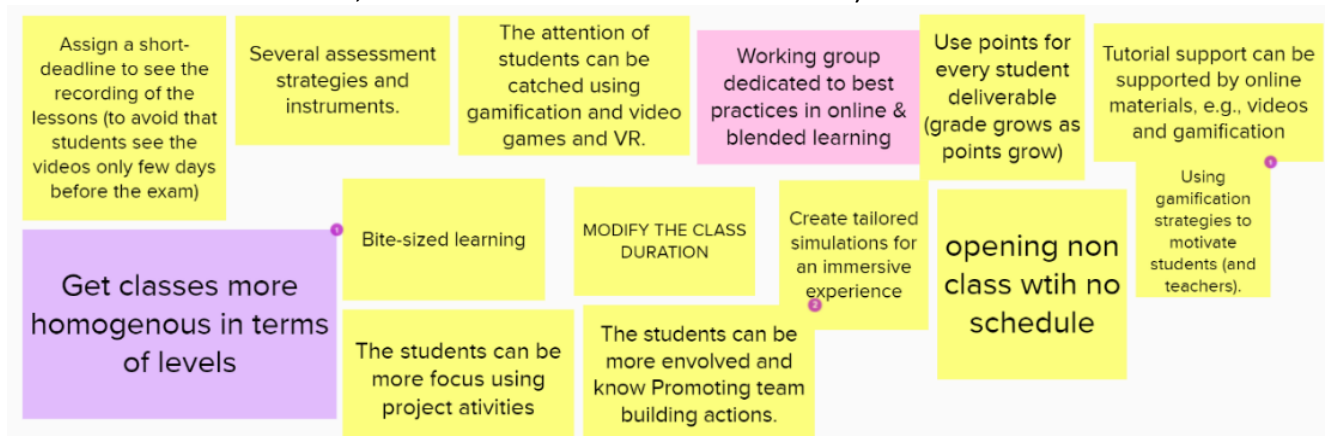 Assign a short-
deadline to see the
recording of the
lessons (to avoid that
students see the
videos only few days
before the exam)
Several assessment
strategies and
instruments.
The attention of
students can be
catched using
gamification and video
games and VR.
Working group
dedicated to best
practices in online &
blended learning
Use points for
every student
deliverable
(grade grows as
points grow)
Tutorial support can be
supported by online
materials, e.g., videos
and gamification
1
Using
gamification
strategies to
motivate
students (and
teachers).
1
Get classes more
homogenous in terms
of levels
Bite-sized learning
MODIFY THE CLASS
DURATION
Create tailored
simulations for
an immersive
experience
opening non
class wtih no
schedule
2
The students can be
more focus using
project ativities
The students can be
more envolved and
know Promoting team
building actions.